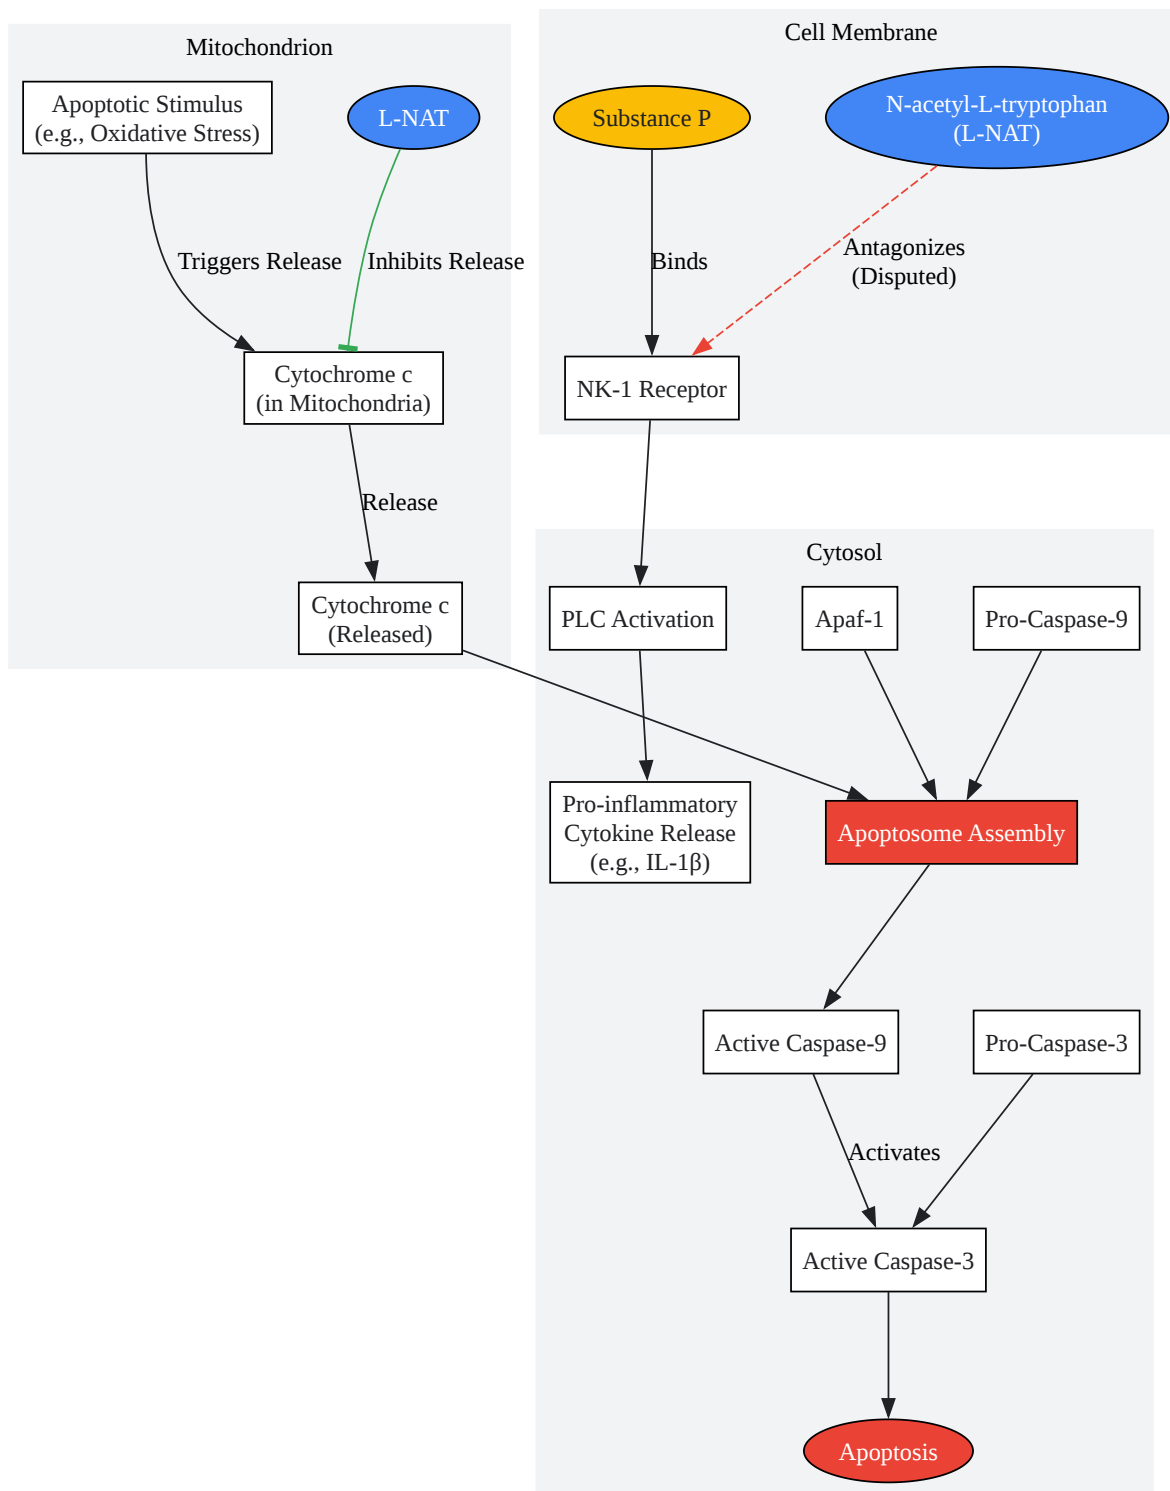 Mitochondrion
Apoptotic Stimulus
(e.g., Oxidative Stress)
L-NAT
Triggers Release
Inhibits Release
Cytochrome c
(in Mitochondria)
Release
Cytochrome c
(Released)
Cell Membrane
Substance P
N-acetyl-L-tryptophan
(L-NAT)
Binds
Antagonizes
(Disputed)
NK-1 Receptor
Cytosol
PLC Activation
Apaf-1
Pro-Caspase-9
Pro-inflammatory
Cytokine Release
(e.g., IL-1β)
Apoptosome Assembly
Active Caspase-9
Pro-Caspase-3
Activates
Active Caspase-3
Apoptosis